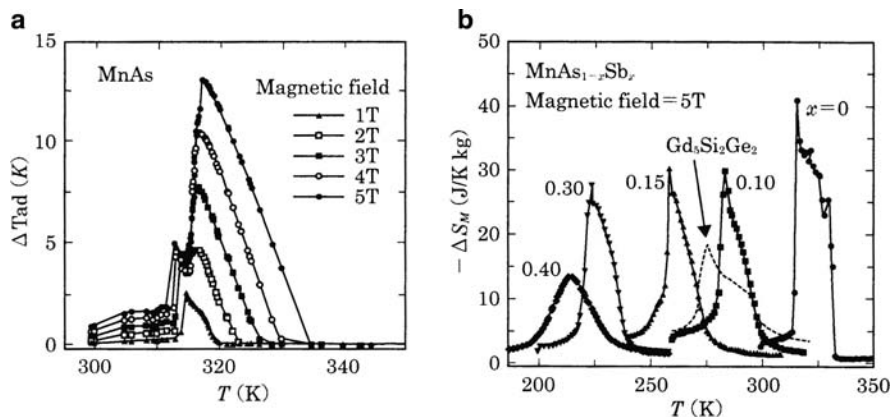 a
MnAs
Magnetic field
1T
2T
3T
4T
5T
15
10
5
0
300
320
340
ΔTad (K)
T (K)
b
MnAs₁₋ₓSbₓ
Magnetic field = 5T
x=0
Gd₅Si₂Ge₂
0.30
0.15
0.10
0.40
50
40
30
20
10
0
200
250
300
350
−ΔS_M (J/K kg)
T (K)